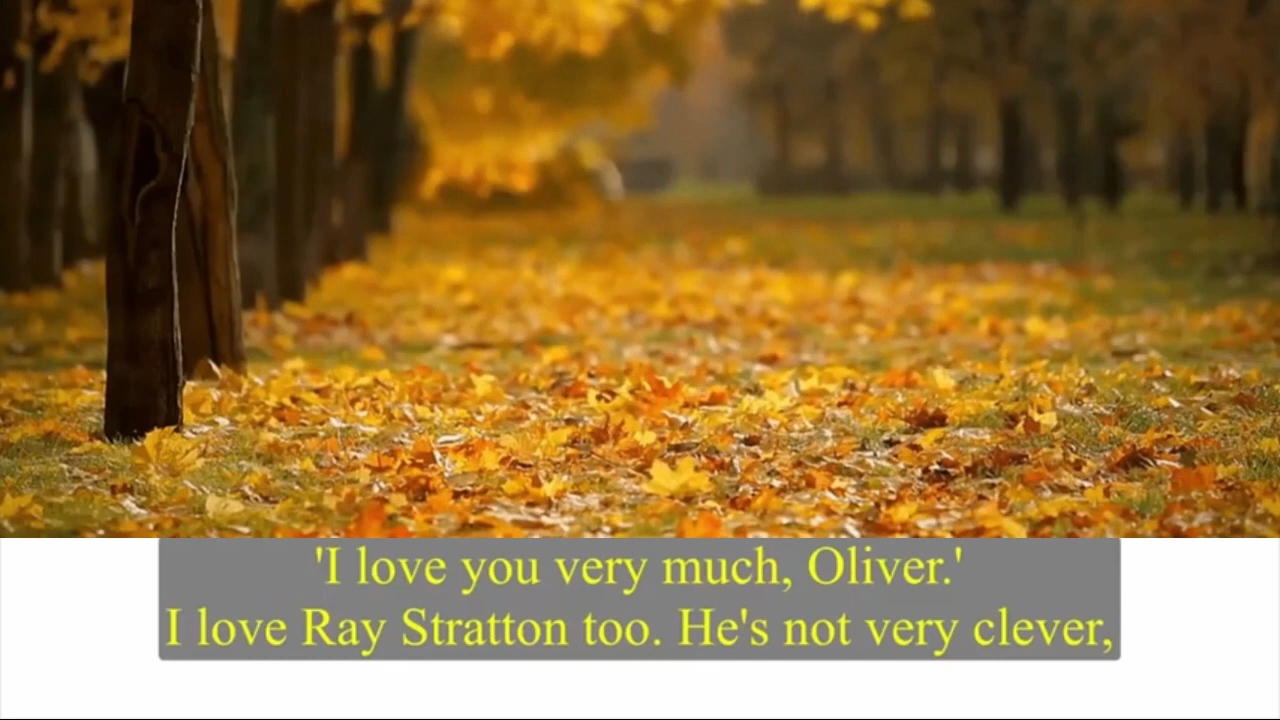 'I love you very much, Oliver.'
I love Ray Stratton too. He's not very clever,